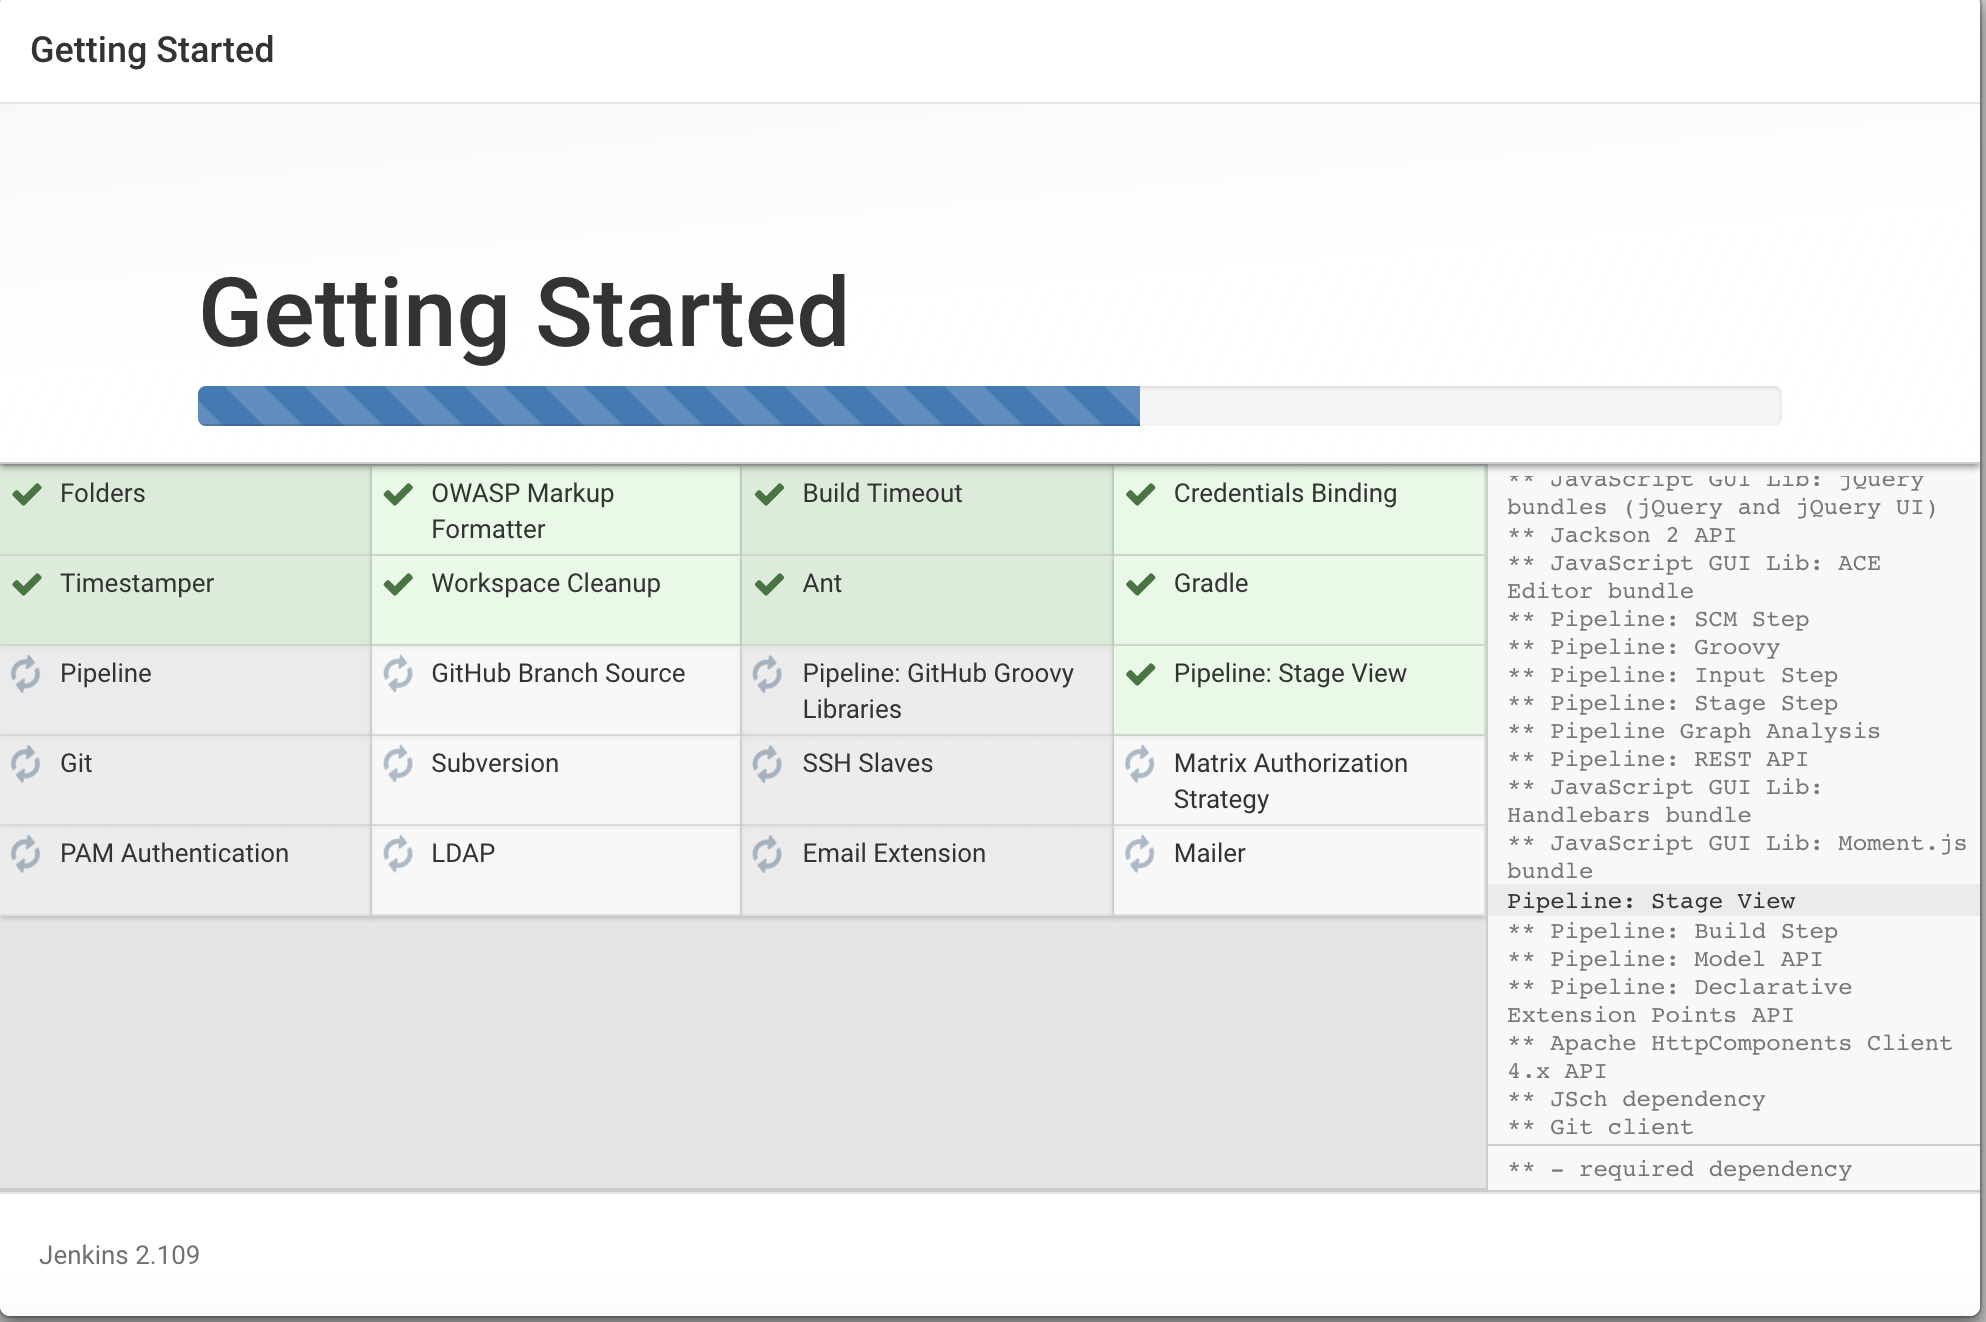 Getting Started
Getting Started
Folders
OWASP Markup
Formatter
Build Timeout
Credentials Binding
Timestamper
Workspace Cleanup
Ant
Gradle
Pipeline
GitHub Branch Source
Pipeline: GitHub Groovy
Libraries
Pipeline: Stage View
Git
Subversion
SSH Slaves
Matrix Authorization
Strategy
PAM Authentication
LDAP
Email Extension
Mailer
** JavaScript GUI Lib: jQuery
bundles (jQuery and jQuery UI)
** Jackson 2 API
** JavaScript GUI Lib: ACE
Editor bundle
** Pipeline: SCM Step
** Pipeline: Groovy
** Pipeline: Input Step
** Pipeline: Stage Step
** Pipeline Graph Analysis
** Pipeline: REST API
** JavaScript GUI Lib:
Handlebars bundle
** JavaScript GUI Lib: Moment.js
bundle
Pipeline: Stage View
** Pipeline: Build Step
** Pipeline: Model API
** Pipeline: Declarative
Extension Points API
** Apache HttpComponents Client
4.x API
** JSch dependency
** Git client
** - required dependency
Jenkins 2.109